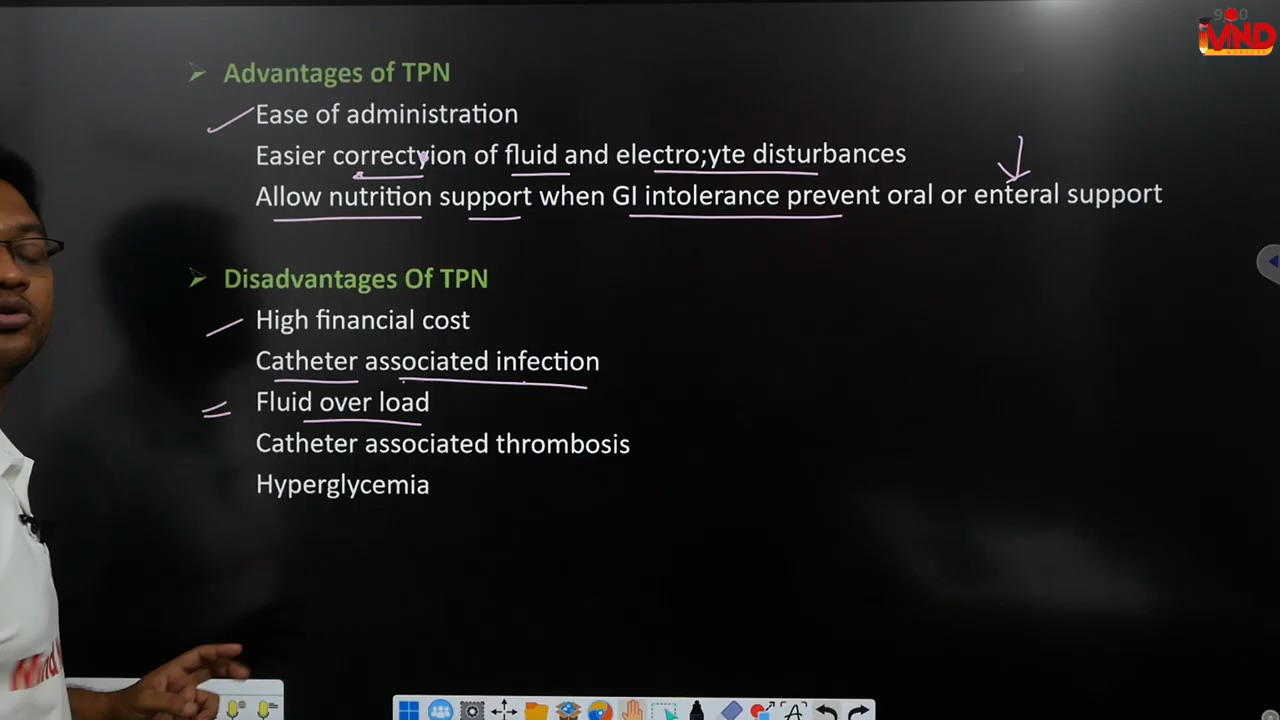 Advantages of TPN
Ease of administration
Easier correctyion of fluid and electro;yte disturbances
Allow nutrition support when GI intolerance prevent oral or enteral support
Disadvantages Of TPN
High financial cost
Catheter associated infection
Fluid over load
Catheter associated thrombosis
Hyperglycemia